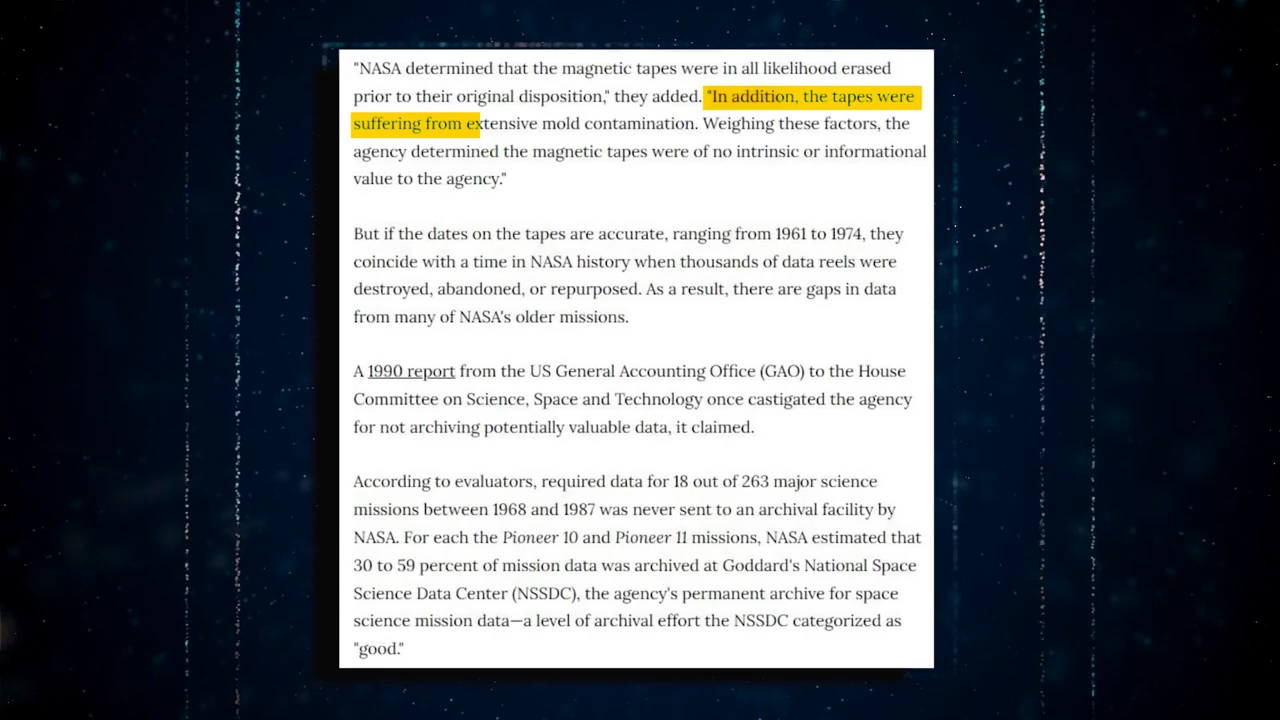 "NASA determined that the magnetic tapes were in all likelihood erased
prior to their original disposition," they added. "In addition, the tapes were
suffering from extensive mold contamination. Weighing these factors, the
agency determined the magnetic tapes were of no intrinsic or informational
value to the agency."
But if the dates on the tapes are accurate, ranging from 1961 to 1974, they
coincide with a time in NASA history when thousands of data reels were
destroyed, abandoned, or repurposed. As a result, there are gaps in data
from many of NASA's older missions.
A 1990 report from the US General Accounting Office (GAO) to the House
Committee on Science, Space and Technology once castigated the agency
for not archiving potentially valuable data, it claimed.
According to evaluators, required data for 18 out of 263 major science
missions between 1968 and 1987 was never sent to an archival facility by
NASA. For each the Pioneer 10 and Pioneer 11 missions, NASA estimated that
30 to 59 percent of mission data was archived at Goddard's National Space
Science Data Center (NSSDC), the agency's permanent archive for space
science mission data—a level of archival effort the NSSDC categorized as
"good."